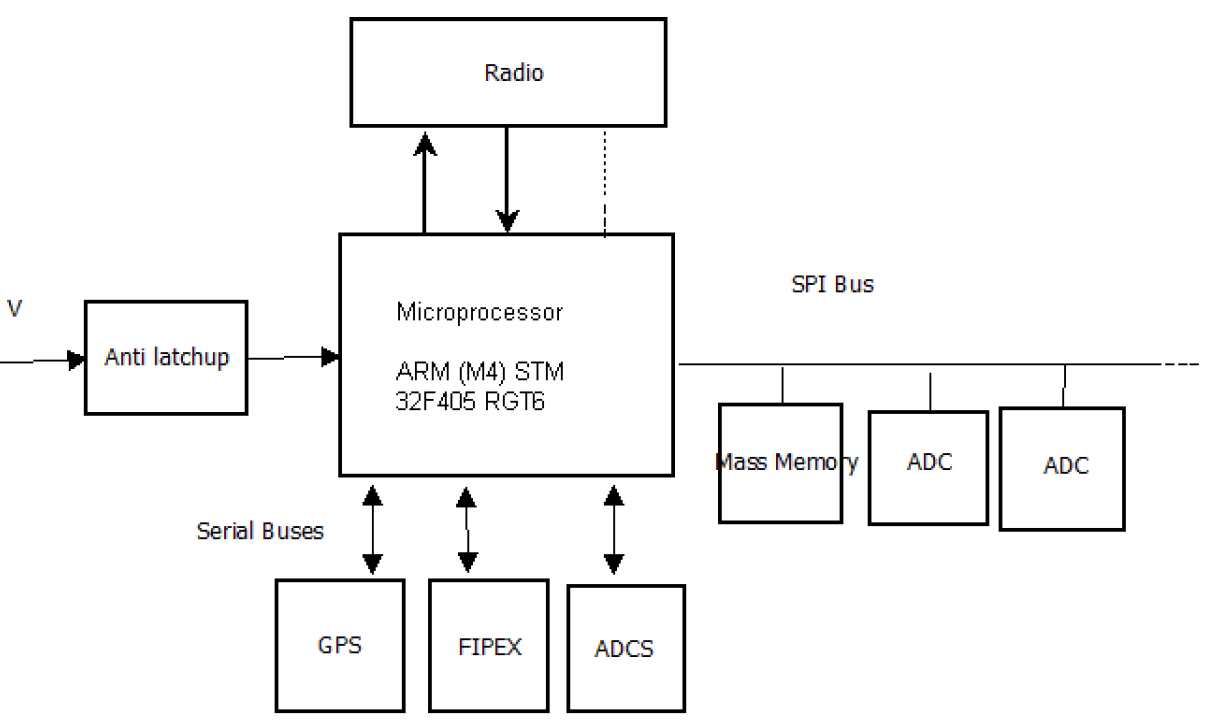 Radio
SPI Bus
V
Microprocessor
Anti latchup
ARM (M4) STM
32F405 RGT6
Mass Memory
ADC
ADC
Serial Buses
GPS
FIPEX
ADCS